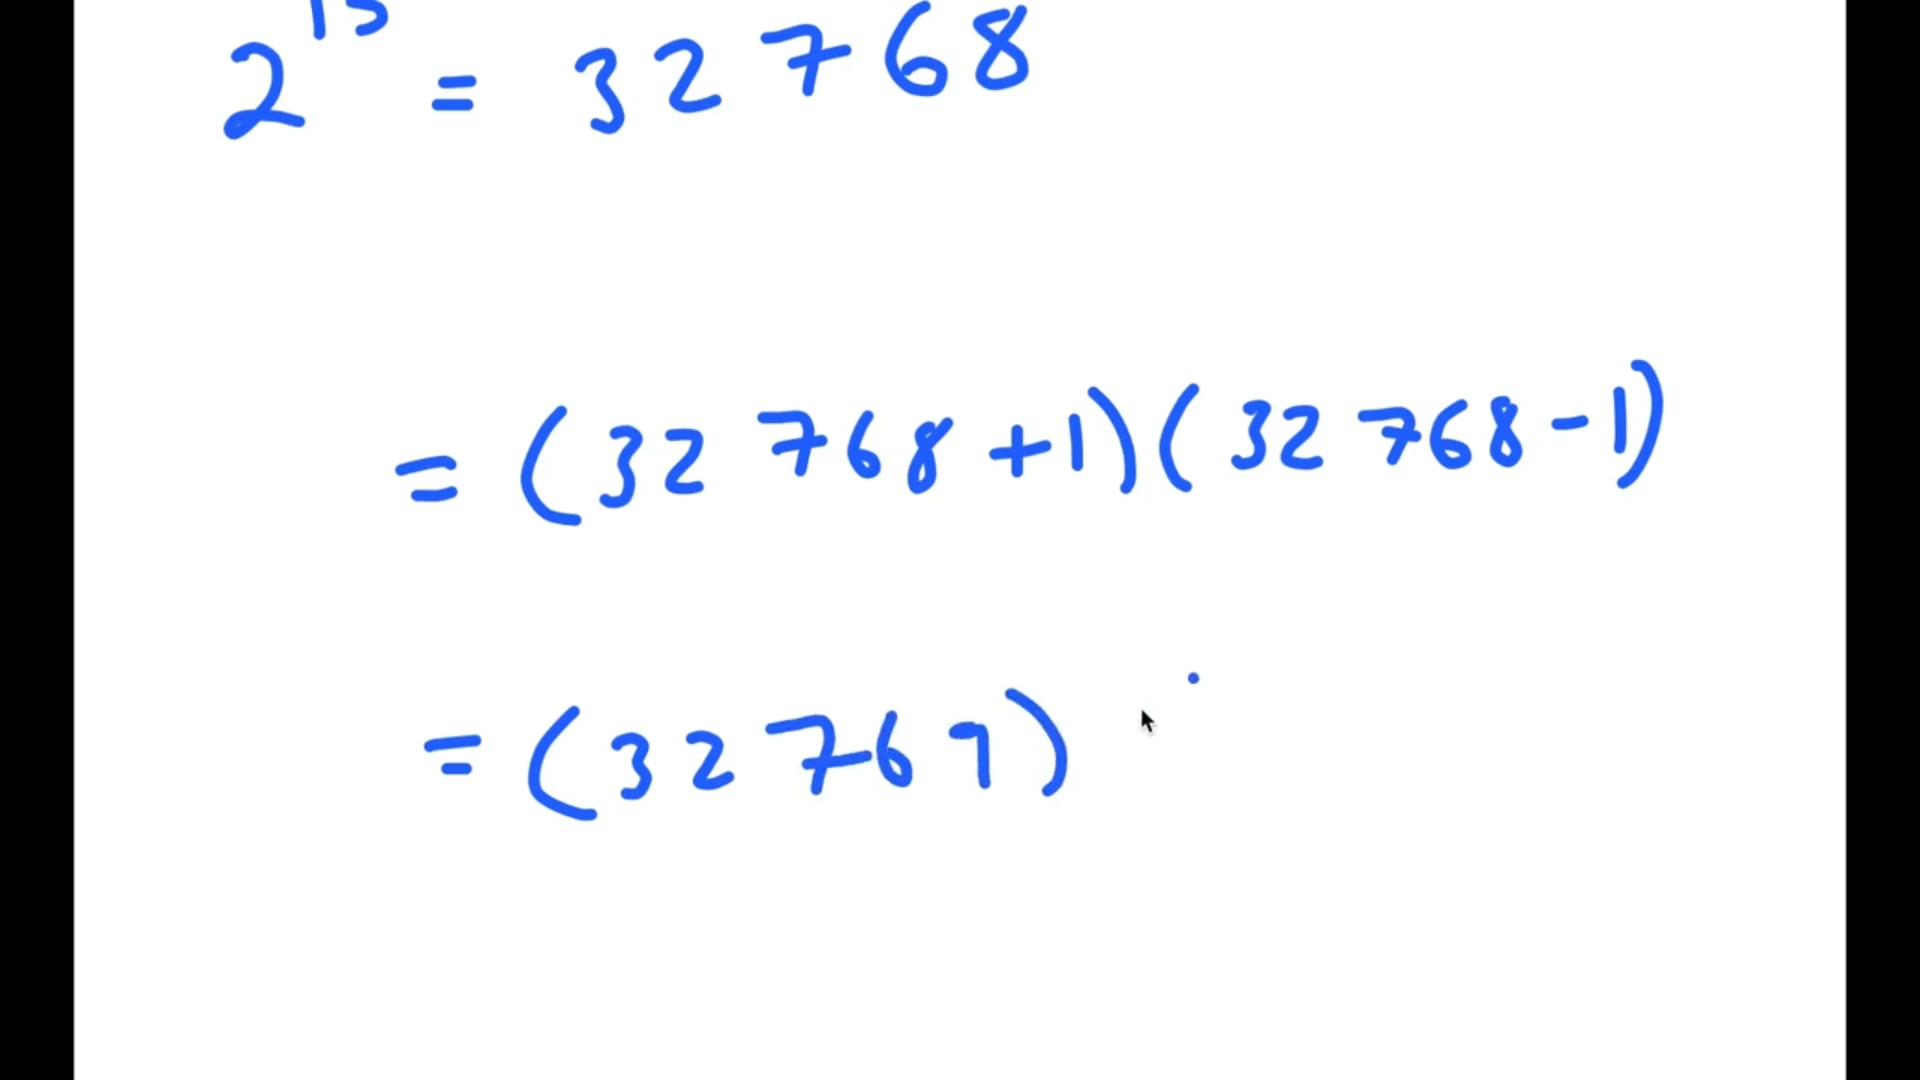 2^15 = 32768
= (32768+1)(32768-1)
= (32769)